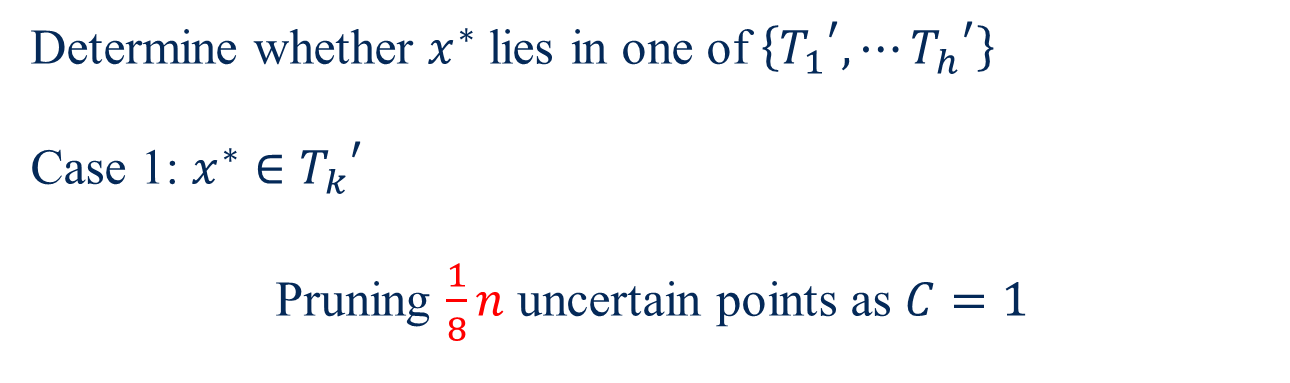 Determine whether x* lies in one of {T₁′, ⋯ Tₕ′}
Case 1: x* ∈ Tₖ′
Pruning 1/8 n uncertain points as C = 1